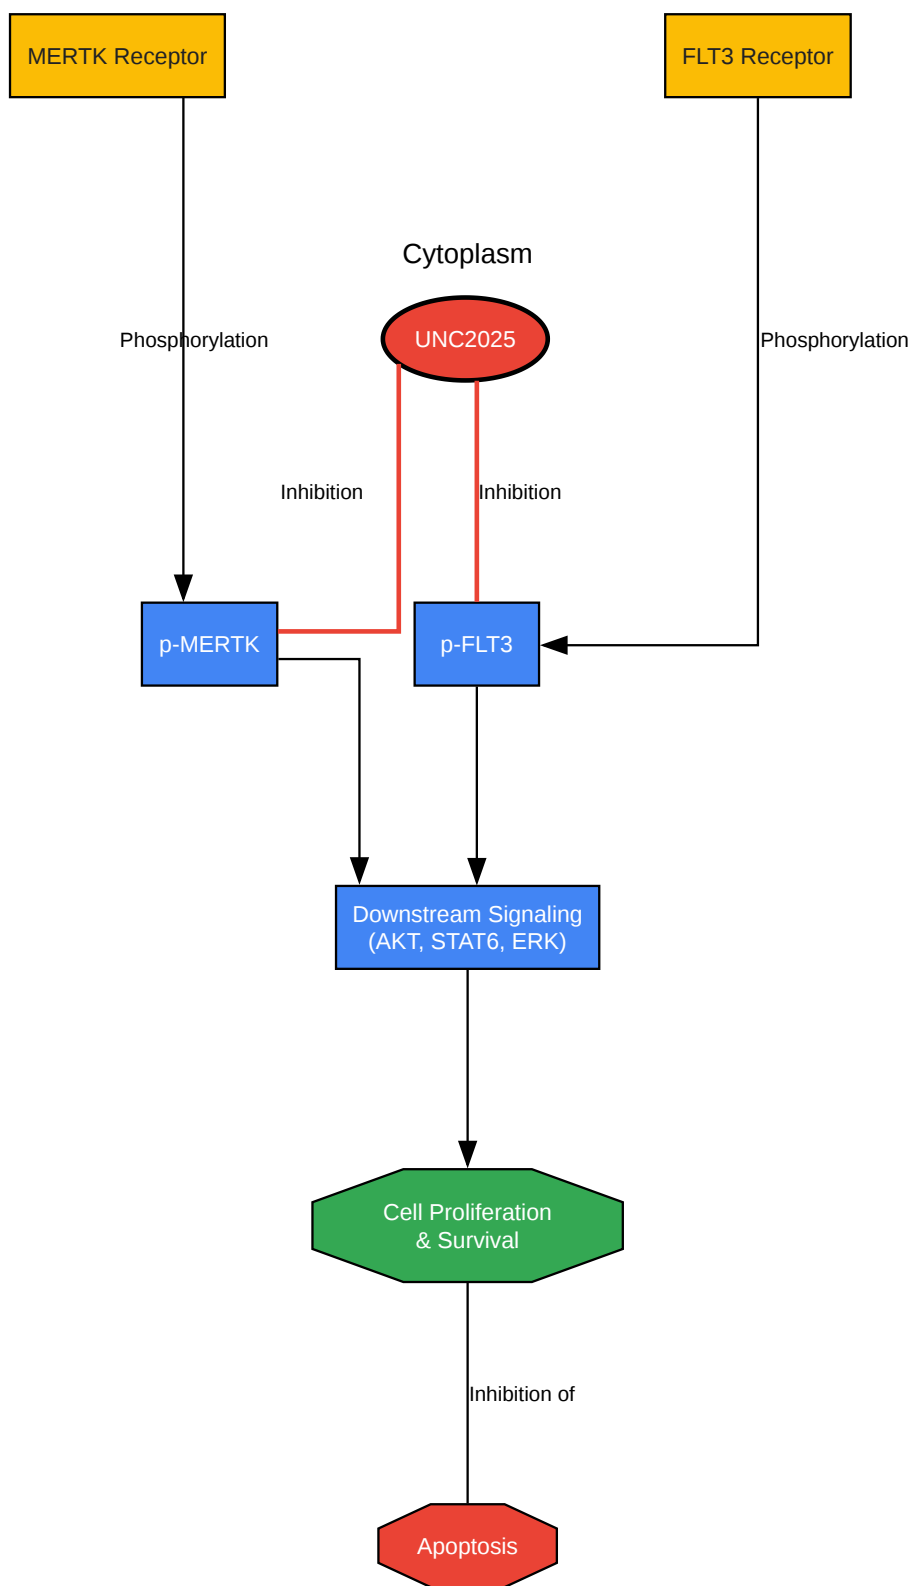 MERTK Receptor
FLT3 Receptor
Cytoplasm
UNC2025
Phosphorylation
Phosphorylation
Inhibition
Inhibition
p-MERTK
p-FLT3
Downstream Signaling
(AKT, STAT6, ERK)
Cell Proliferation
& Survival
Inhibition of
Apoptosis